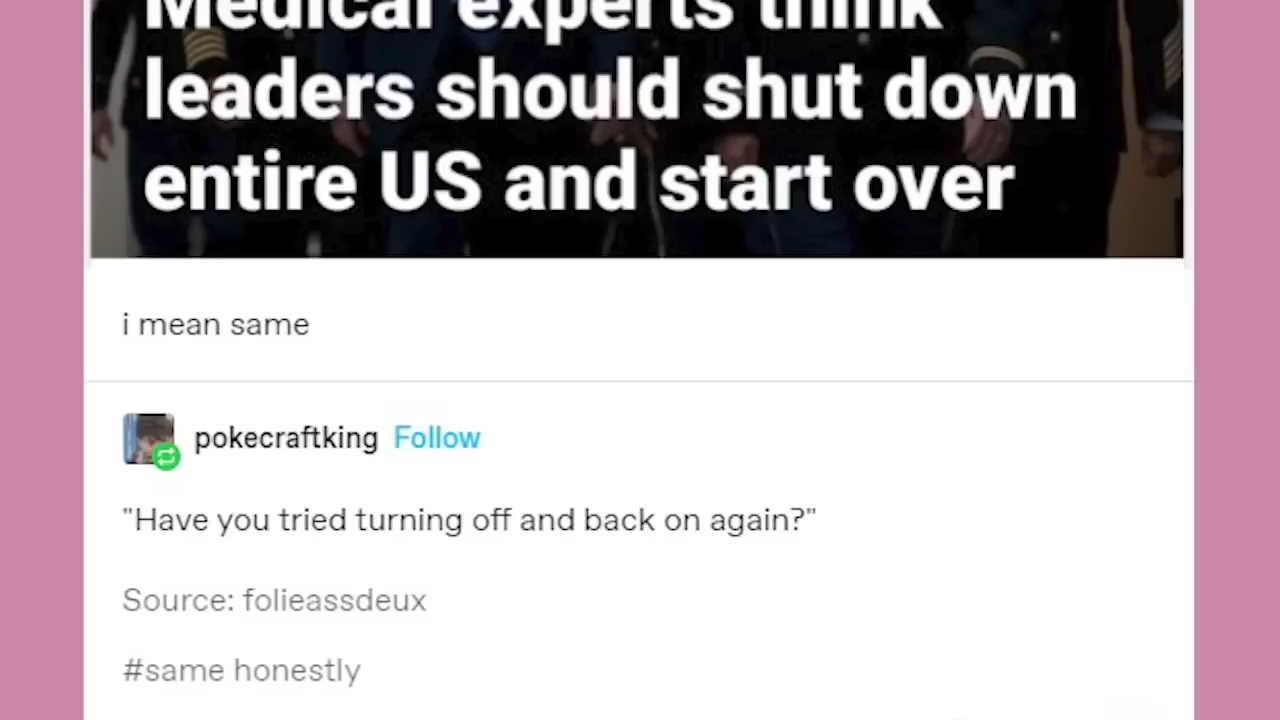 Medical experts think
leaders should shut down
entire US and start over
i mean same
pokecraftking Follow
"Have you tried turning off and back on again?"
Source: folieassdeux
#same honestly